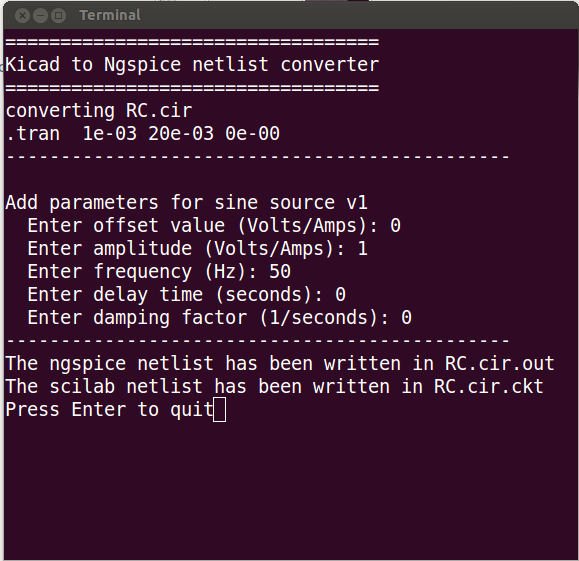 Terminal
==================================
Kicad to Ngspice netlist converter
==================================
converting RC.cir
.tran  1e-03 20e-03 0e-00
----------------------------------------------
Add parameters for sine source v1
  Enter offset value (Volts/Amps): 0
  Enter amplitude (Volts/Amps): 1
  Enter frequency (Hz): 50
  Enter delay time (seconds): 0
  Enter damping factor (1/seconds): 0
----------------------------------------------
The ngspice netlist has been written in RC.cir.out
The scilab netlist has been written in RC.cir.ckt
Press Enter to quit